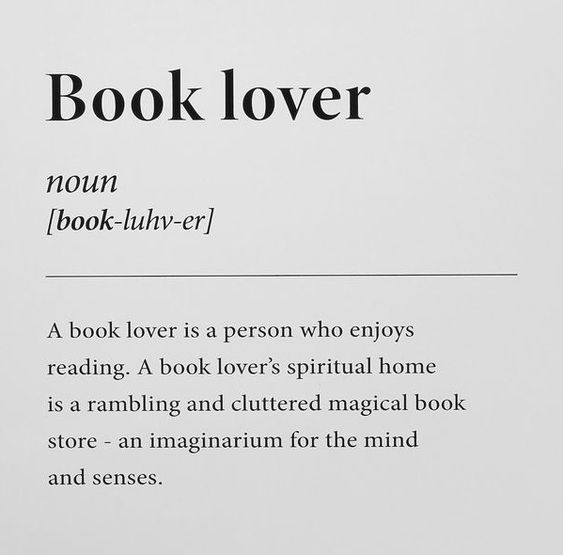 Book lover
noun
[book-luhv-er]
A book lover is a person who enjoys
reading. A book lover’s spiritual home
is a rambling and cluttered magical book
store - an imaginarium for the mind
and senses.